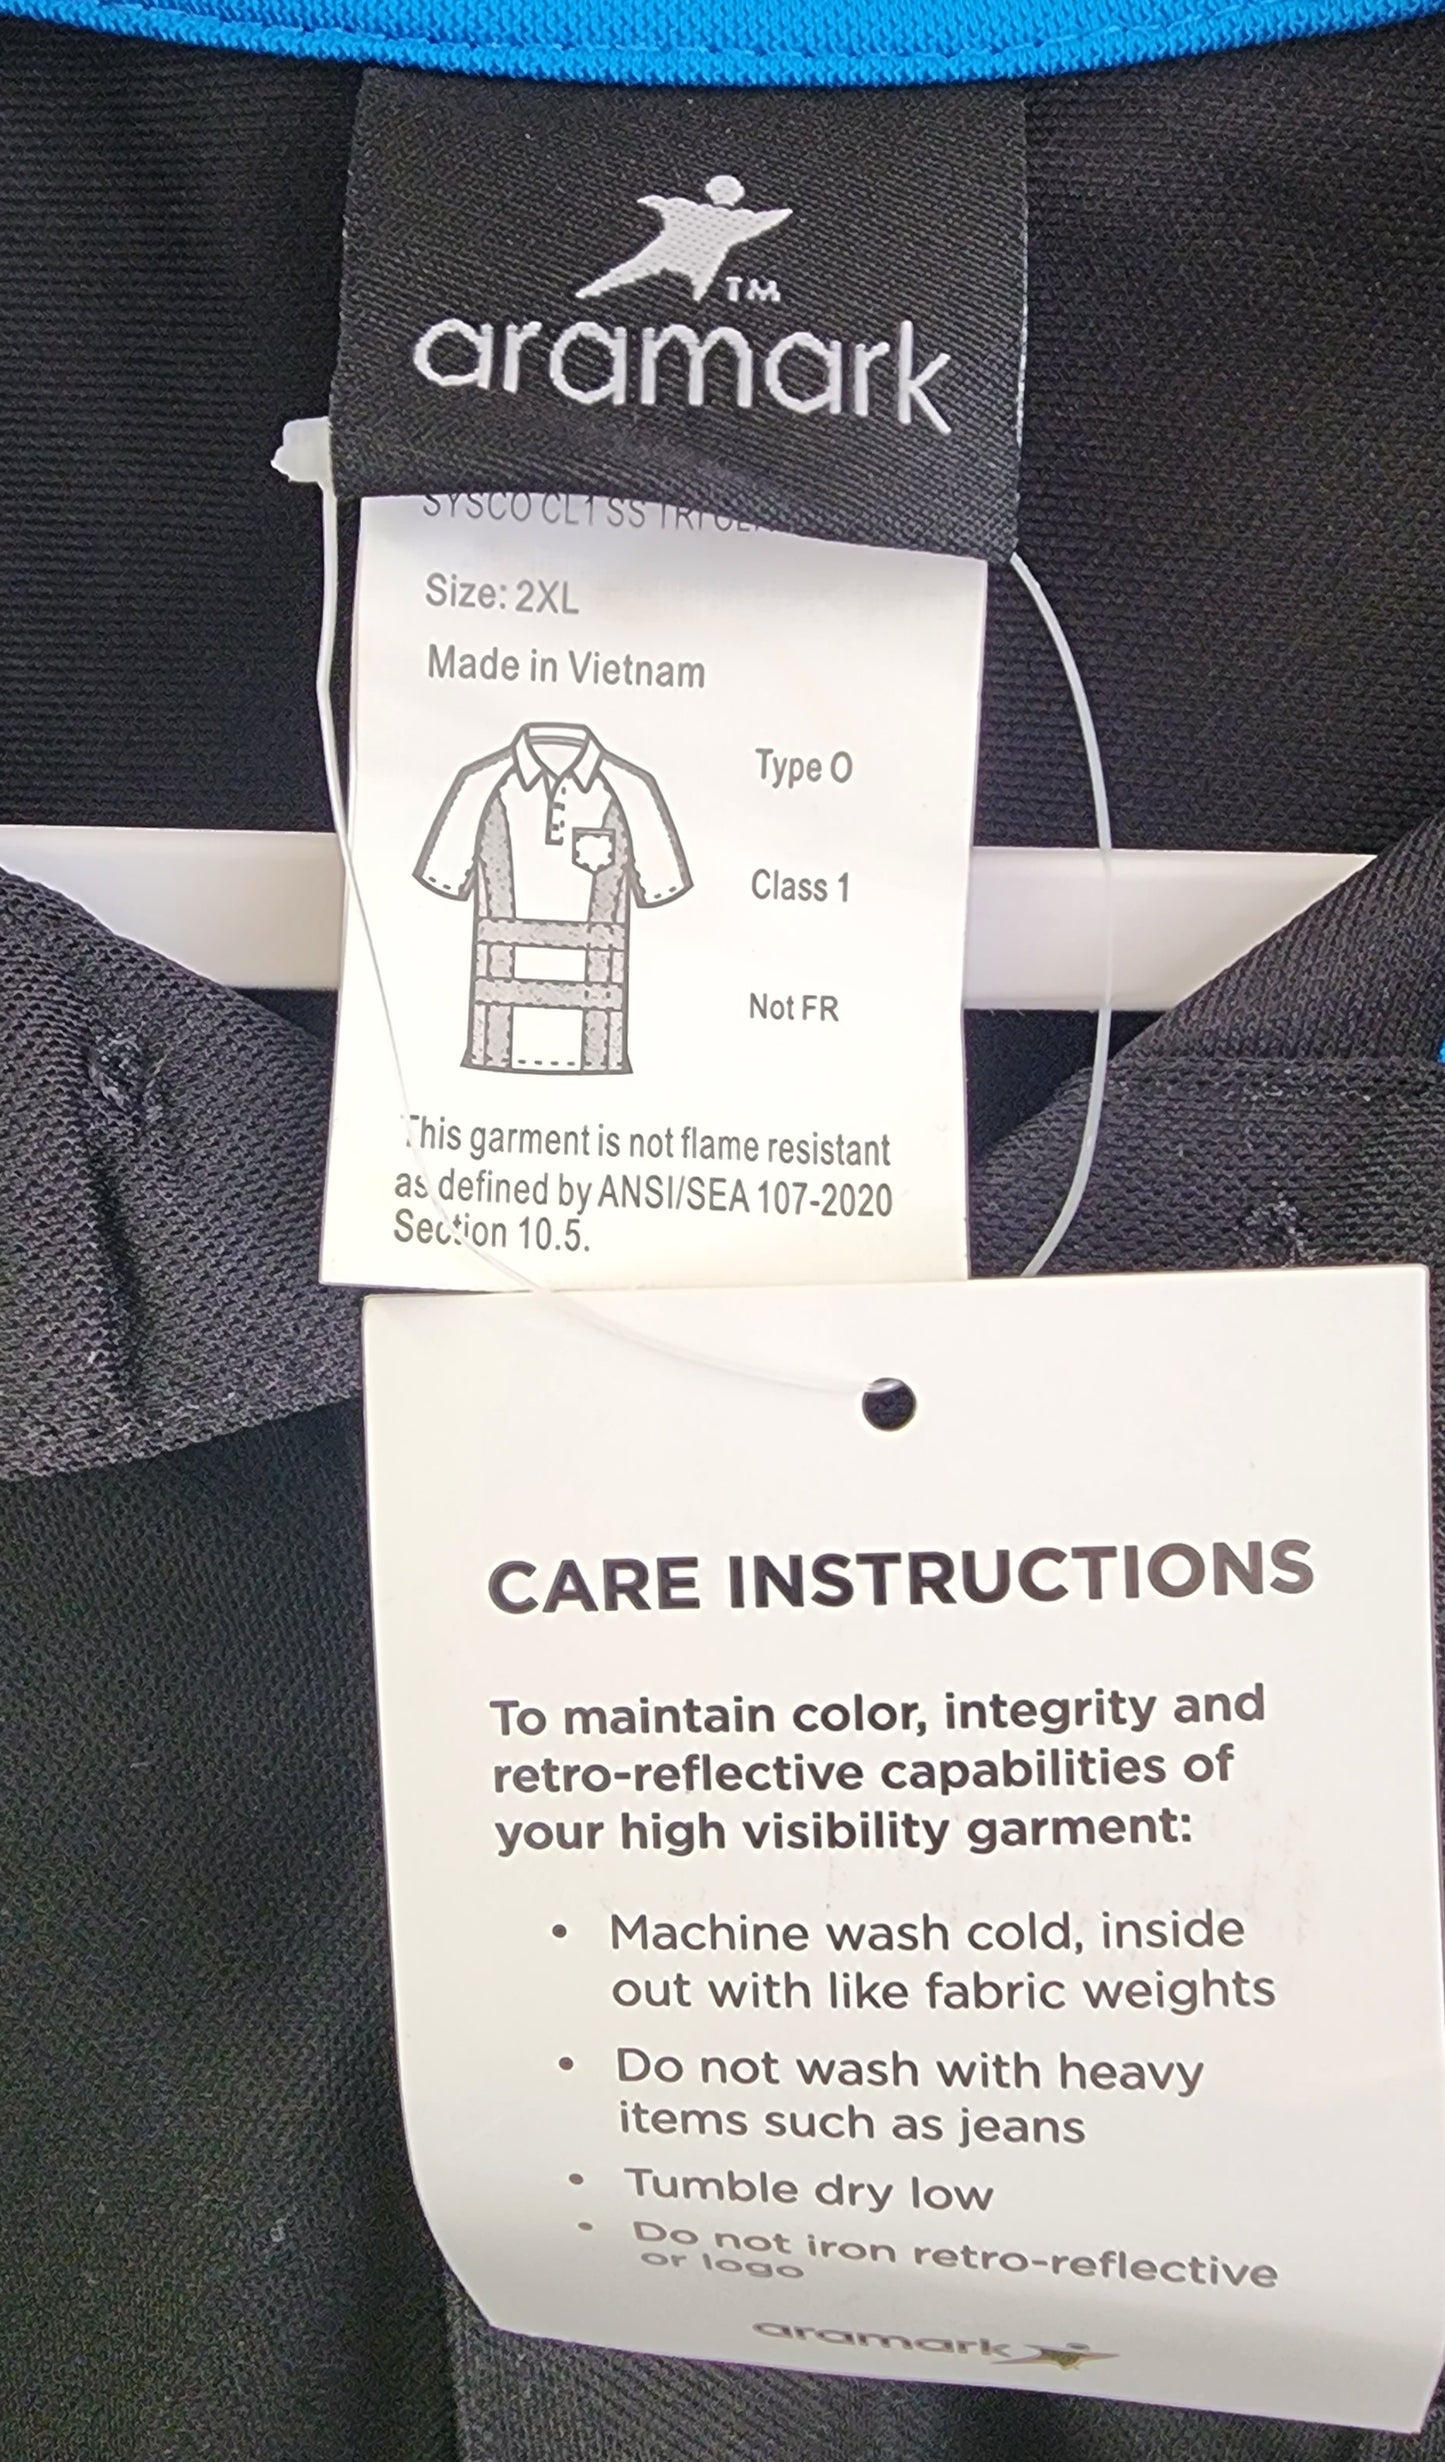 TM
aramark
SYSCO CL1 SS
Size: 2XL
Made in Vietnam
Type O
Class 1
Not FR
This garment is not flame resistant
as defined by ANSI/SEA 107-2020
Section 10.5.
CARE INSTRUCTIONS
To maintain color, integrity and
retro-reflective capabilities of
your high visibility garment:
• Machine wash cold, inside
out with like fabric weights
• Do not wash with heavy
items such as jeans
• Tumble dry low
• Do not iron retro-reflective
or logo
aramark